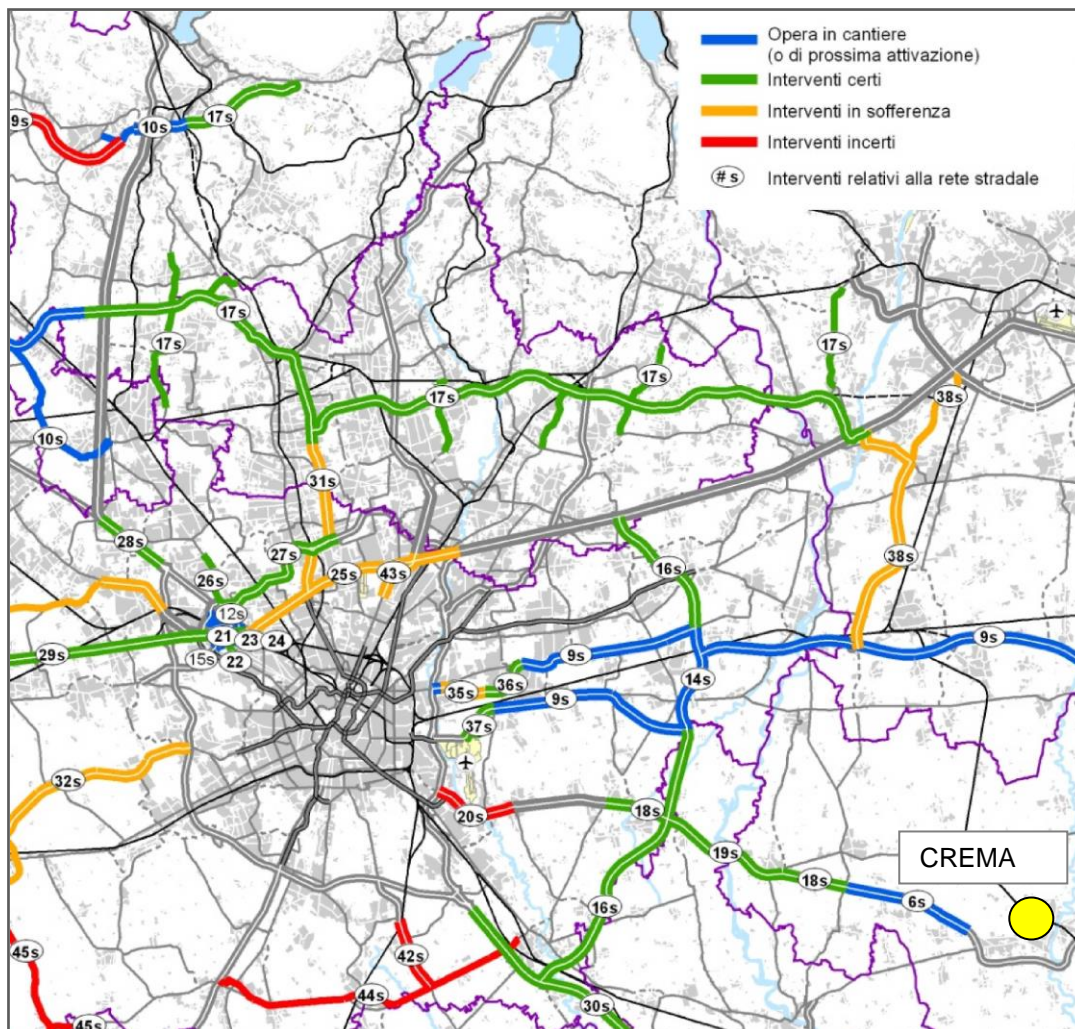 Opera in cantiere
(o di prossima attivazione)
Interventi certi
Interventi in sofferenza
Interventi incerti
# s Interventi relativi alla rete stradale
9s
10s
17s
17s
17s
17s
17s
17s
38s
10s
31s
28s
27s
25s
43s
16s
38s
26s
12s
21
23
24
29s
15s
22
9s
9s
36s
35s
14s
9s
37s
32s
20s
18s
19s
CREMA
18s
6s
16s
45s
42s
44s
30s
45s